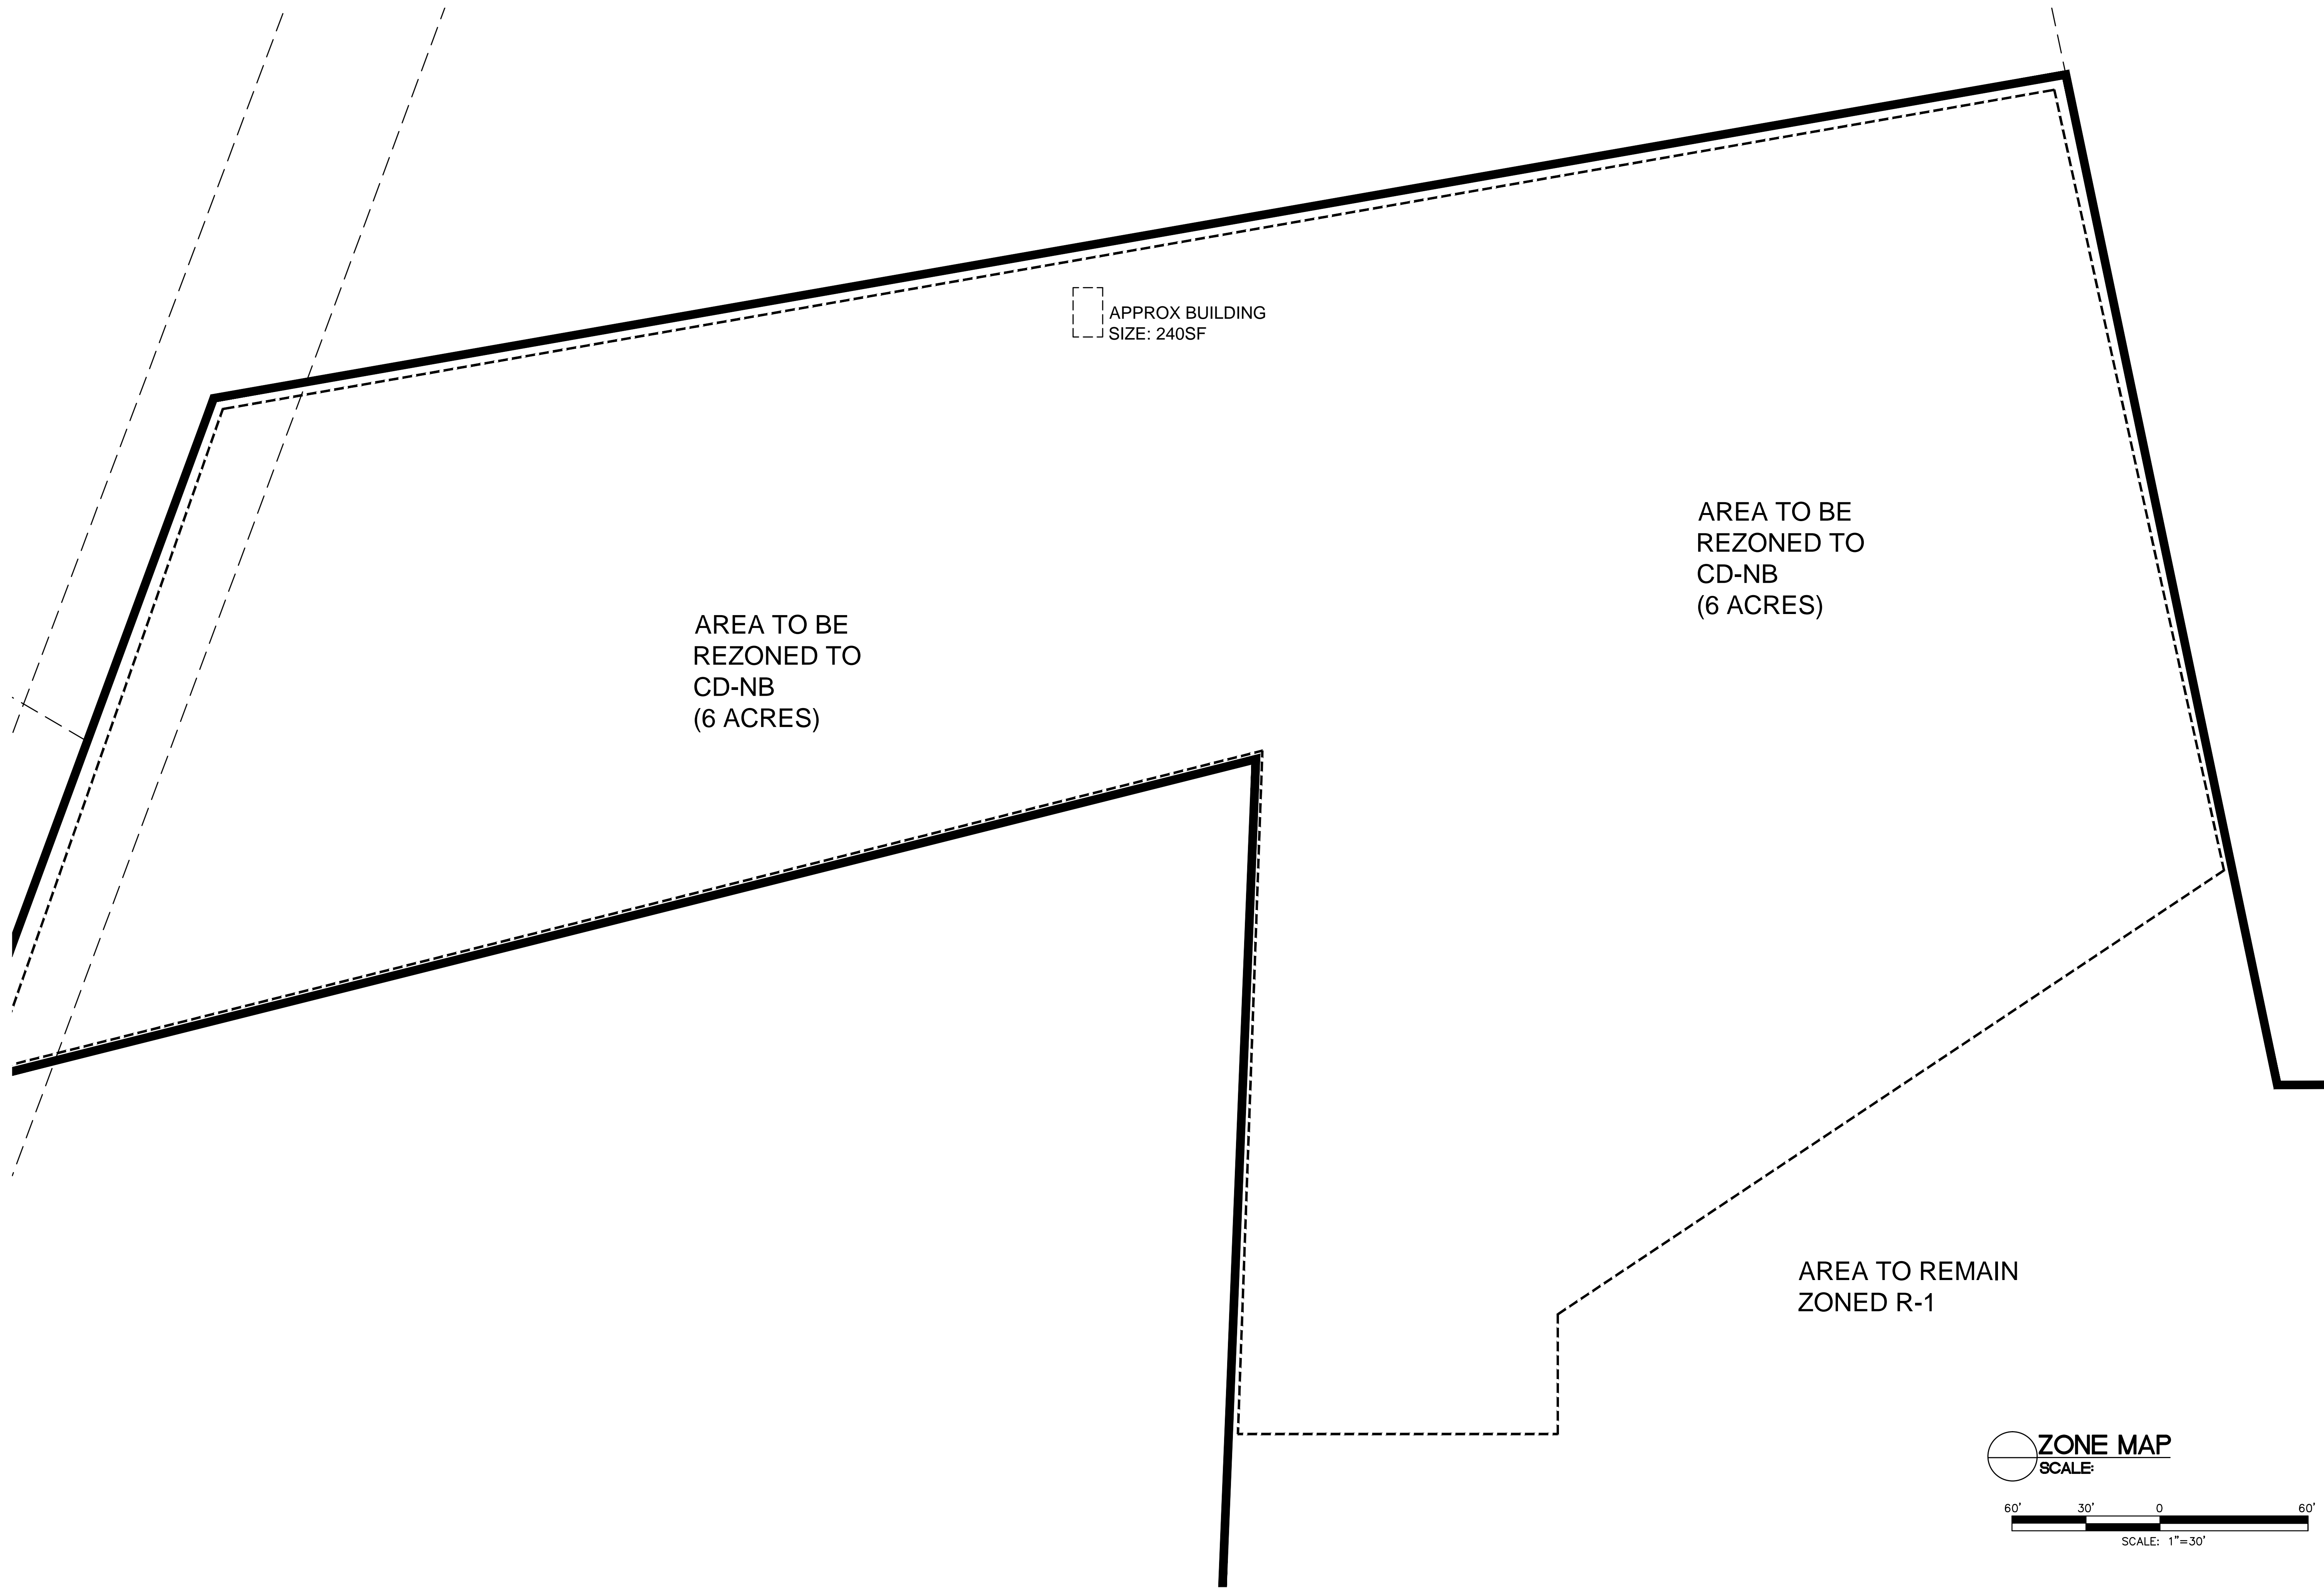 APPROX BUILDING
SIZE: 240SF
AREA TO BE
REZONED TO
CD-NB
(6 ACRES)
AREA TO BE
REZONED TO
CD-NB
(6 ACRES)
AREA TO REMAIN
ZONED R-1
ZONE MAP
SCALE:
60' 30' 0 60'
SCALE: 1"=30'